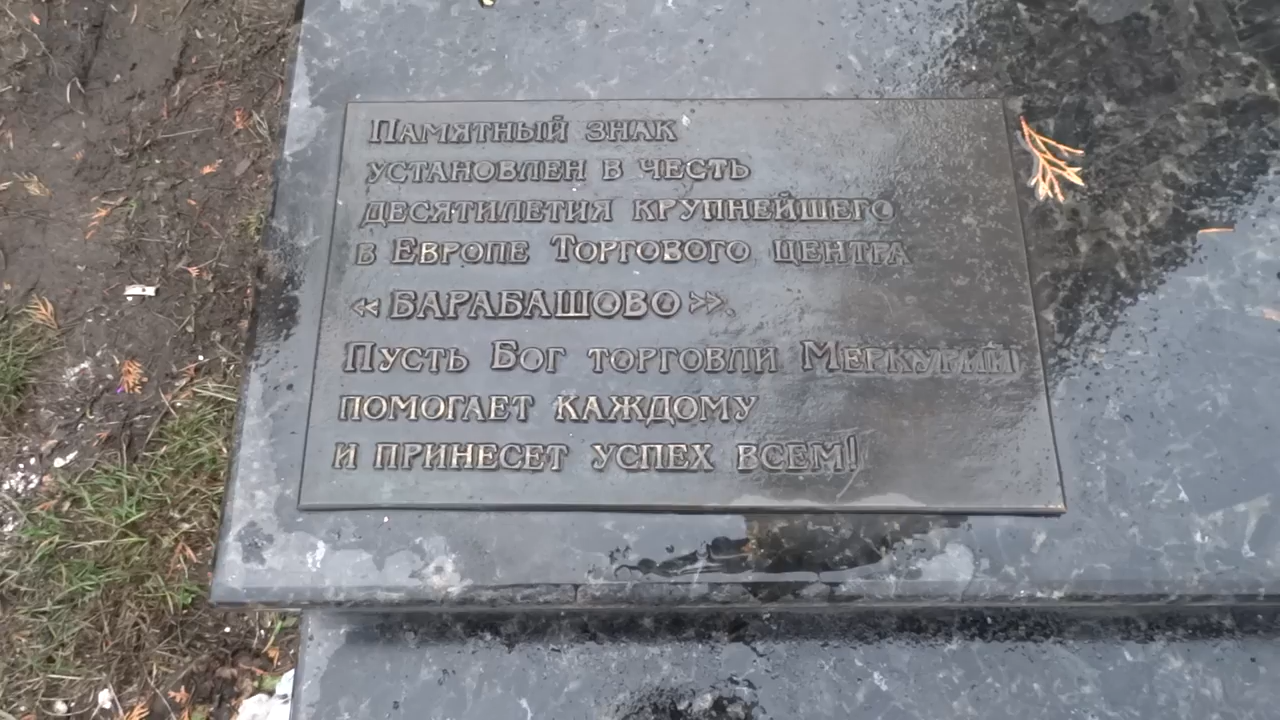 Памятный знак
установлен в честь
десятилетия крупнейшего
в Европе Торгового центра
«БАРАБАШОВО».
Пусть Бог торговли Меркурий
помогает каждому
и принесет успех всем!